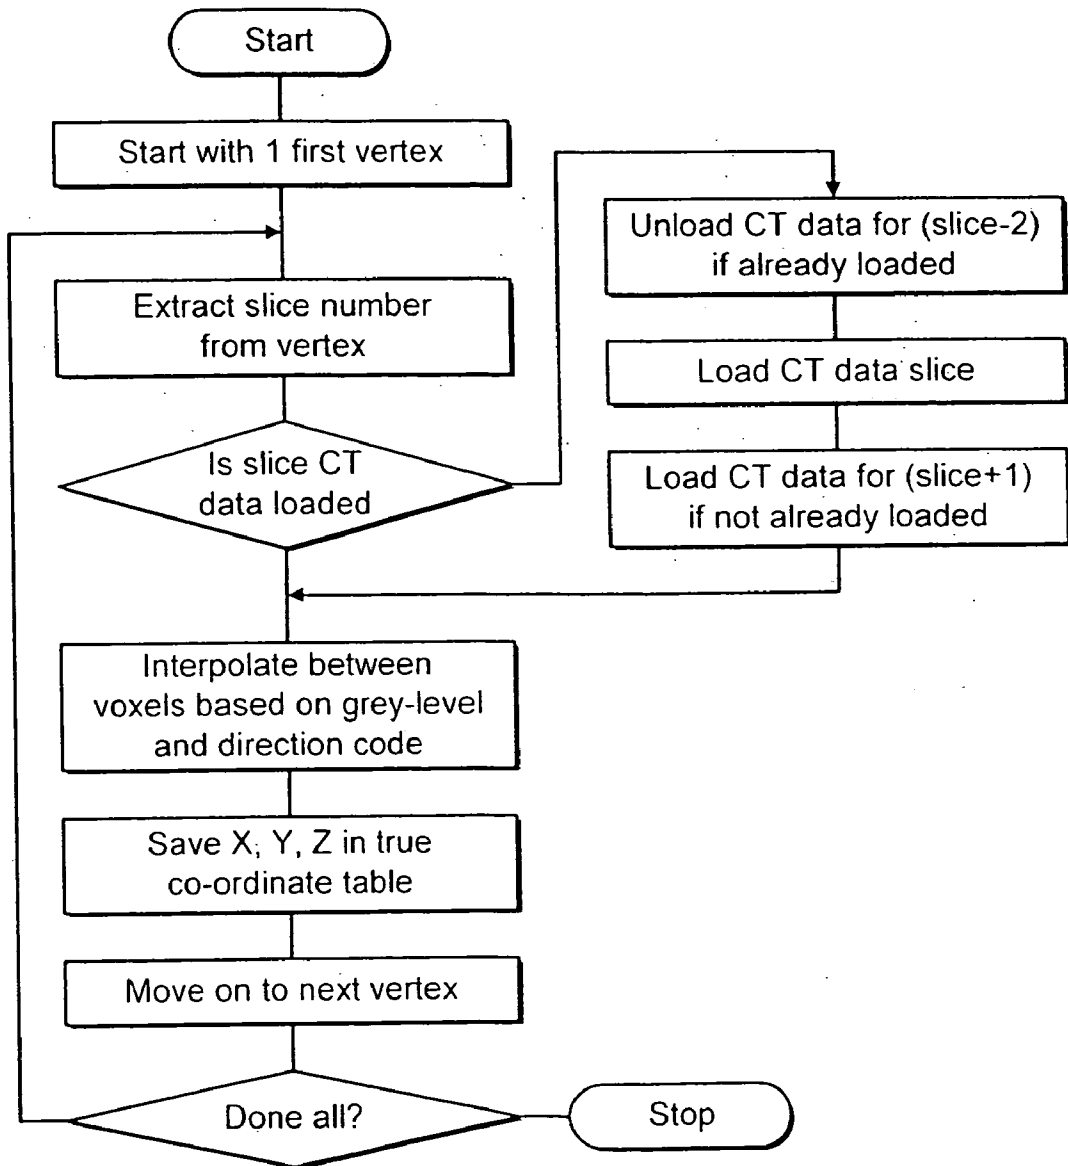 Start
Start with 1 first vertex
Extract slice number
from vertex
Is slice CT
data loaded
Unload CT data for (slice-2)
if already loaded
Load CT data slice
Load CT data for (slice+1)
if not already loaded
Interpolate between
voxels based on grey-level
and direction code
Save X, Y, Z in true
co-ordinate table
Move on to next vertex
Done all?
Stop